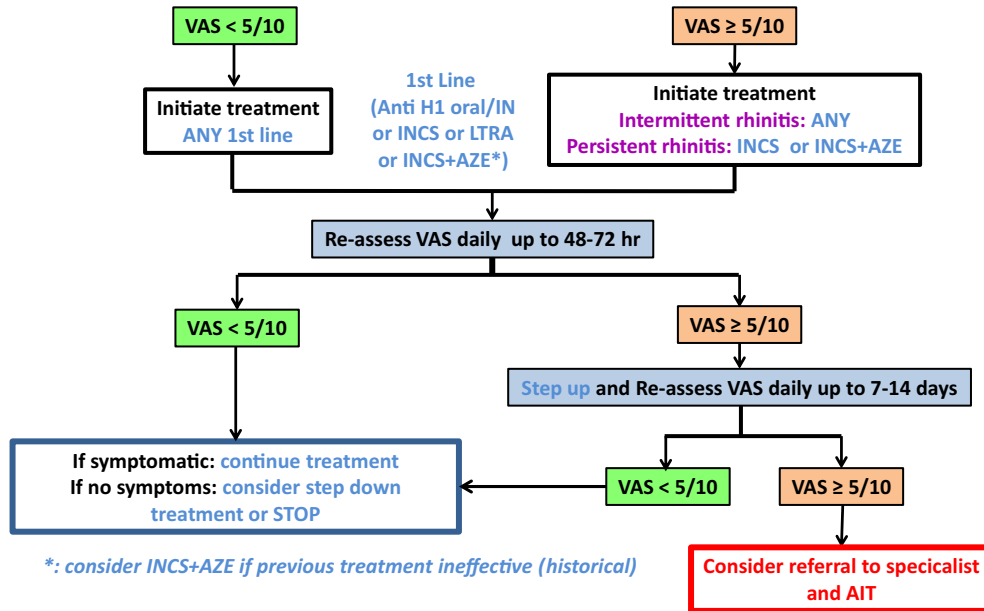 VAS < 5/10
VAS ≥ 5/10
Initiate treatment
ANY 1st line
1st Line
(Anti H1 oral/IN
or INCS or LTRA
or INCS+AZE*)
Initiate treatment
Intermittent rhinitis: ANY
Persistent rhinitis: INCS or INCS+AZE
Re-assess VAS daily up to 48-72 hr
VAS < 5/10
VAS ≥ 5/10
Step up and Re-assess VAS daily up to 7-14 days
If symptomatic: continue treatment
If no symptoms: consider step down
treatment or STOP
VAS < 5/10
VAS ≥ 5/10
*: consider INCS+AZE if previous treatment ineffective (historical)
Consider referral to specicalist
and AIT